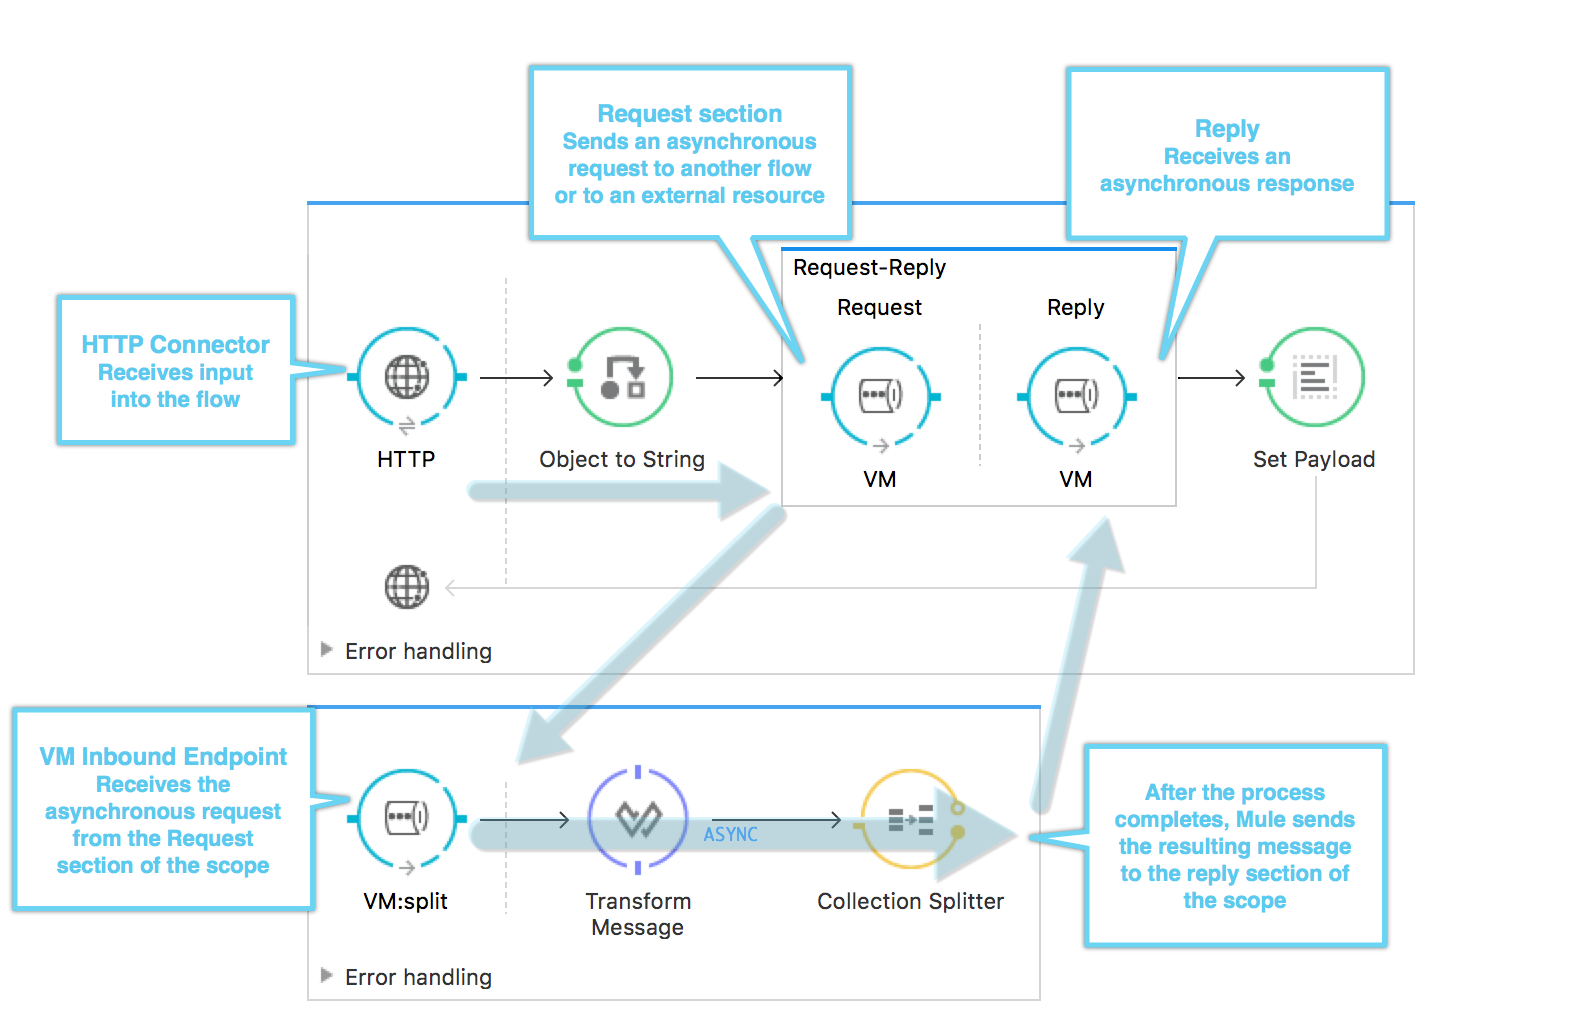 Request section
Sends an asynchronous
request to another flow
or to an external resource
Reply
Receives an
asynchronous response
Request-Reply
Request
Reply
HTTP Connector
Receives input
into the flow
HTTP
Object to String
VM
VM
Set Payload
Error handling
VM Inbound Endpoint
Receives the
asynchronous request
from the Request
section of the scope
ASYNC
VM:split
Transform
Message
Collection Splitter
After the process
completes, Mule sends
the resulting message
to the reply section of
the scope
Error handling